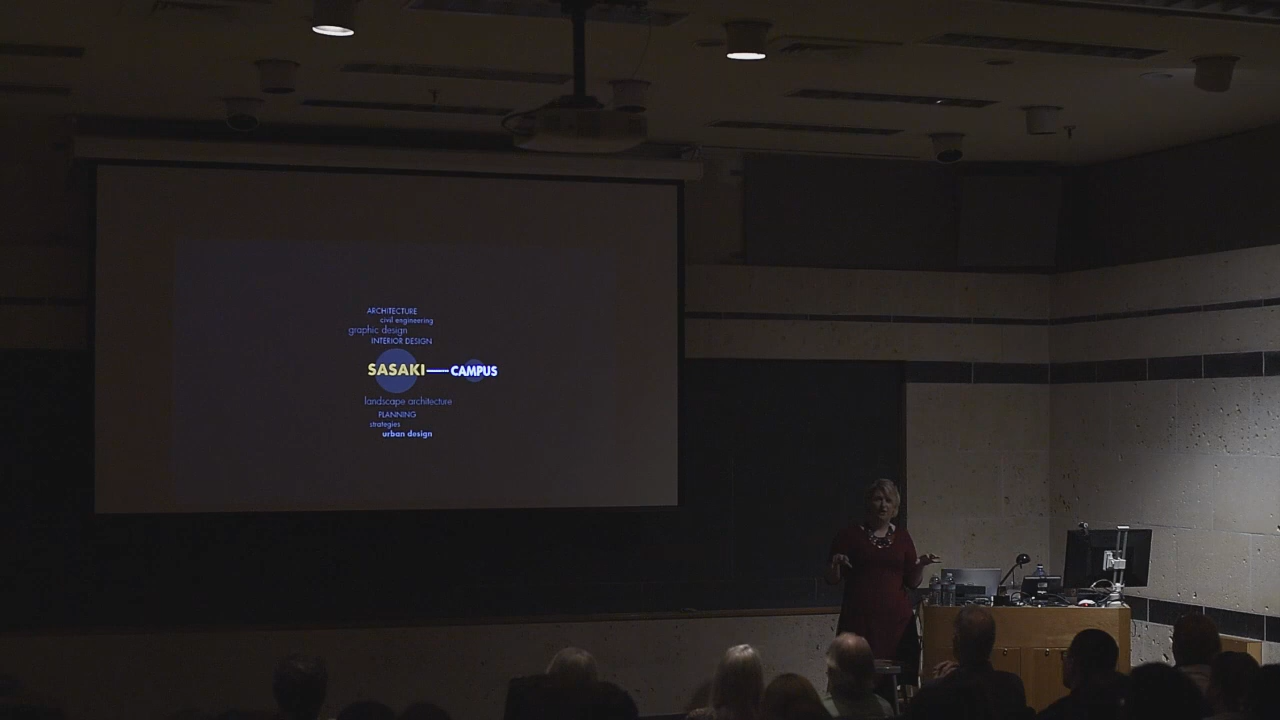 ARCHITECTURE
civil engineering
graphic design
INTERIOR DESIGN
SASAKI — CAMPUS
landscape architecture
PLANNING
strategies
urban design